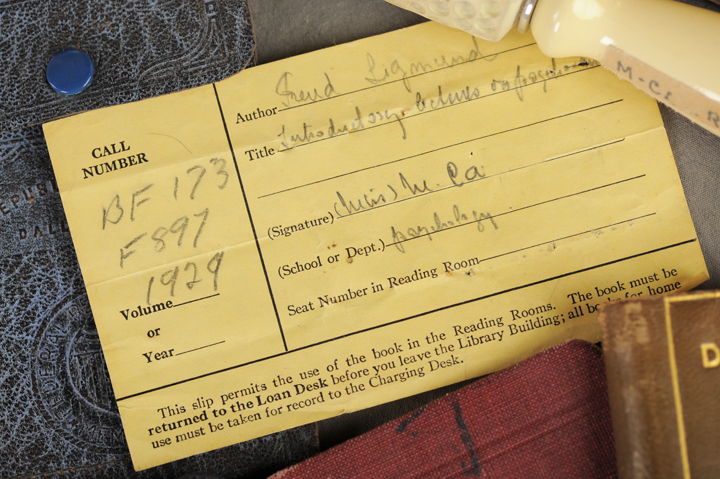 CALL
NUMBER
BF 173
F897
1929
Volume
or
Year
Author Freud Sigmund
Title Introductory lectures on
(Signature) (Miss) M. Ca
(School or Dept.) psychology
Seat Number in Reading Room
This slip permits the use of the book in the Reading Rooms. The book must be
returned to the Loan Desk before you leave the Library Building; all books for home
use must be taken for record to the Charging Desk.
M-Ca R
D